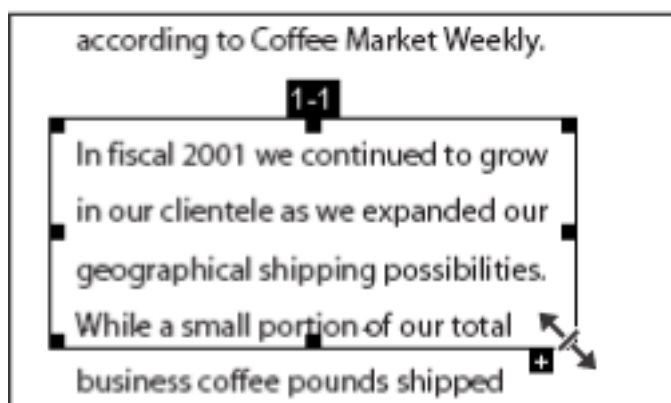 according to Coffee Market Weekly.
1-1
In fiscal 2001 we continued to grow
in our clientele as we expanded our
geographical shipping possibilities.
While a small portion of our total
+
business coffee pounds shipped